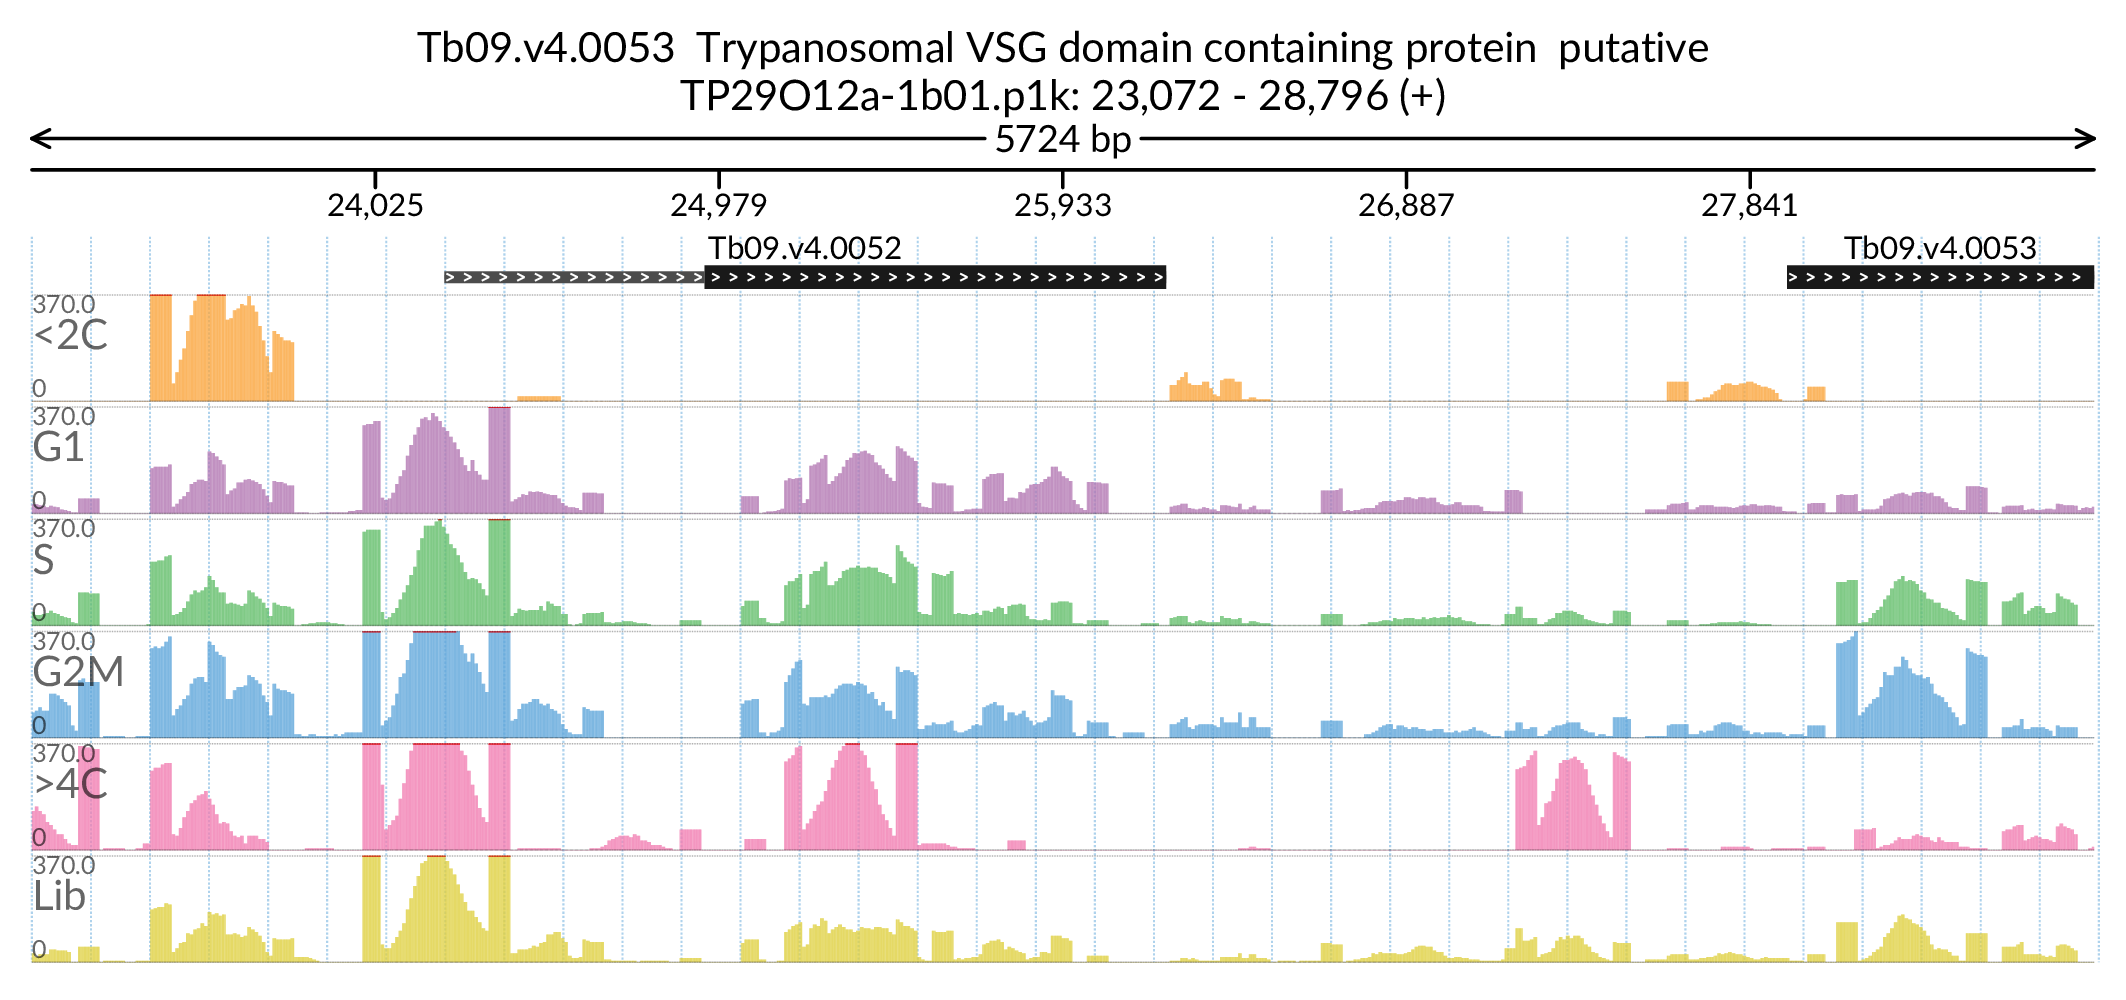 Tb09.v4.0053 Trypanosomal VSG domain containing protein putative
TP29O12a-1b01.p1k: 23,072 - 28,796 (+)
5724 bp
24,025 24,979 25,933 26,887 27,841
Tb09.v4.0052 Tb09.v4.0053
370.0
<2C
0
370.0
G1
0
370.0
S
0
370.0
G2M
0
370.0
>4C
0
370.0
Lib
0